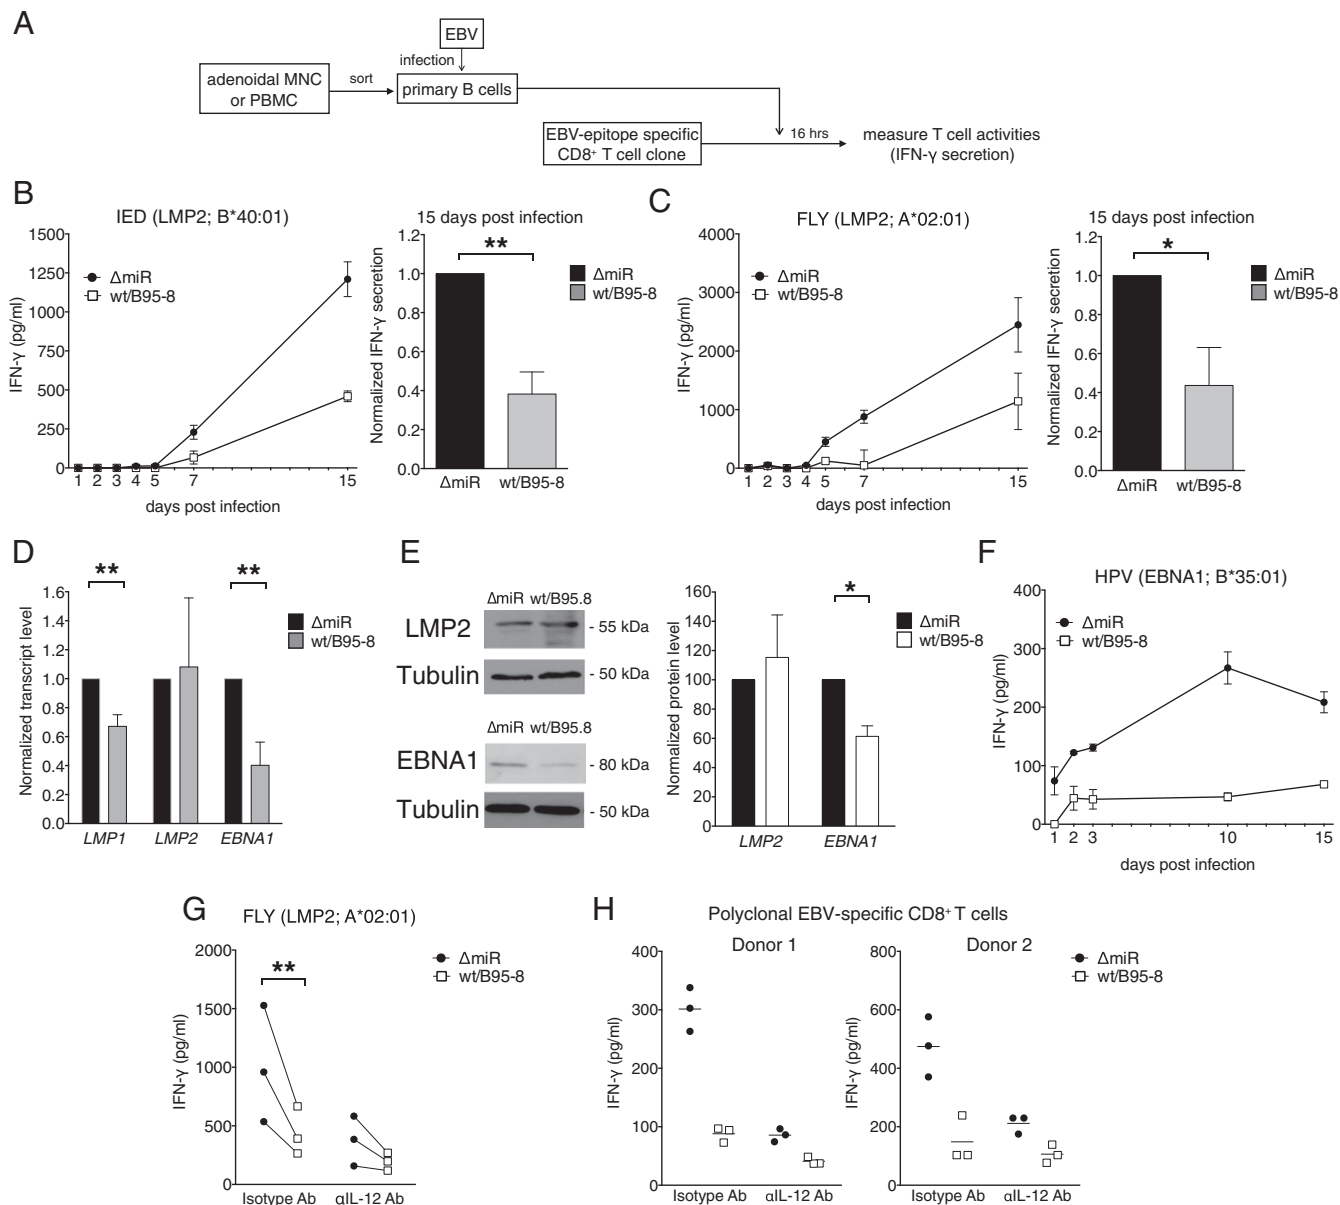 A
EBV
infection
adenoidal MNC
or PBMC
sort
primary B cells
EBV-epitope specific
CD8+ T cell clone
16 hrs
measure T cell activities
(IFN-γ secretion)
B
IED (LMP2; B*40:01)
1500
1250
1000
750
500
250
0
IFN-γ (pg/ml)
ΔmiR
wt/B95-8
1 2 3 4 5 7 15
days post infection
15 days post infection
1.2
1.0
0.8
0.6
0.4
0.2
0.0
Normalized IFN-γ secretion
**
ΔmiR
wt/B95-8
ΔmiR wt/B95-8
C
FLY (LMP2; A*02:01)
4000
3000
2000
1000
0
IFN-γ (pg/ml)
ΔmiR
wt/B95-8
1 2 3 4 5 7 15
days post infection
15 days post infection
1.2
1.0
0.8
0.6
0.4
0.2
0.0
Normalized IFN-γ secretion
*
ΔmiR
wt/B95-8
ΔmiR wt/B95-8
D
1.6
1.4
1.2
1.0
0.8
0.6
0.4
0.2
0.0
Normalized transcript level
** **
ΔmiR
wt/B95-8
LMP1 LMP2 EBNA1
E
ΔmiR wt/B95.8
LMP2 - 55 kDa
Tubulin - 50 kDa
ΔmiR wt/B95.8
EBNA1 - 80 kDa
Tubulin - 50 kDa
160
140
120
100
80
60
40
20
0
Normalized protein level
*
ΔmiR
wt/B95-8
LMP2 EBNA1
F
HPV (EBNA1; B*35:01)
400
300
200
100
0
IFN-γ (pg/ml)
ΔmiR
wt/B95-8
1 2 3 10 15
days post infection
G
FLY (LMP2; A*02:01)
2000
1500
1000
500
0
IFN-γ (pg/ml)
**
ΔmiR
wt/B95-8
Isotype Ab αIL-12 Ab
H
Polyclonal EBV-specific CD8+ T cells
Donor 1
400
300
200
100
0
IFN-γ (pg/ml)
Isotype Ab αIL-12 Ab
Donor 2
800
600
400
200
0
IFN-γ (pg/ml)
Isotype Ab αIL-12 Ab
ΔmiR
wt/B95-8